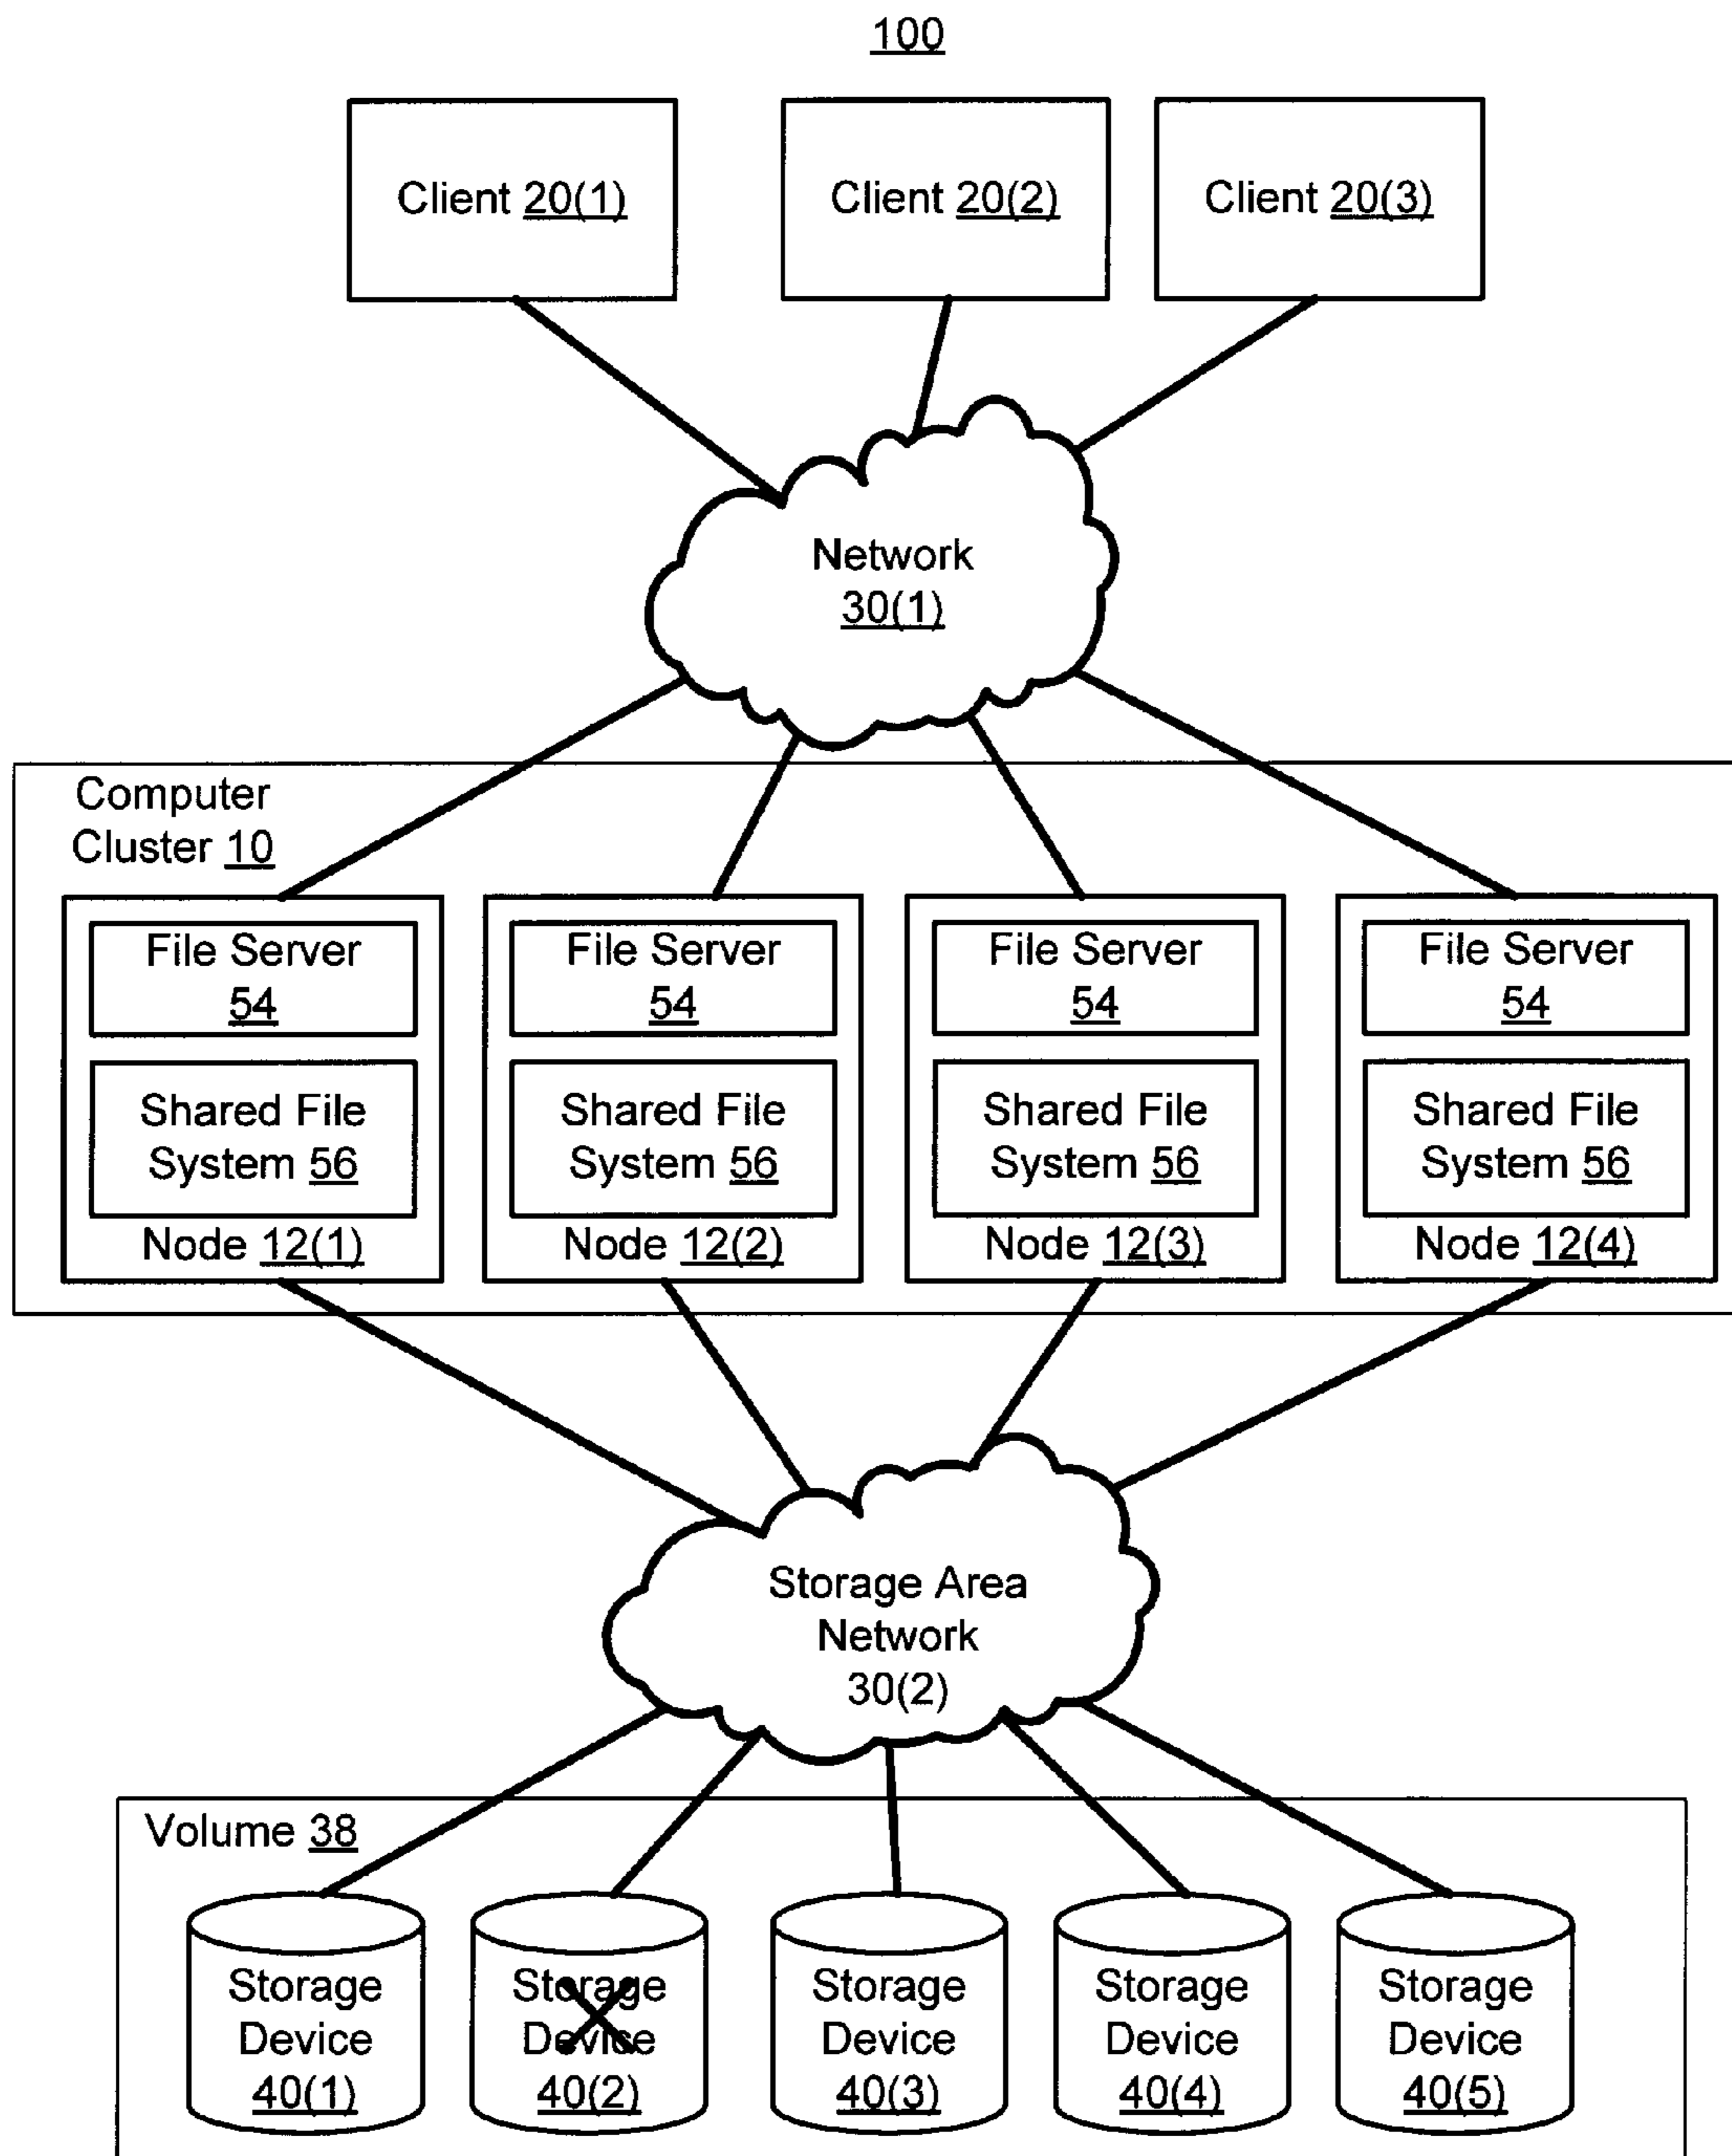 100
Client 20(1)
Client 20(2)
Client 20(3)
Network
30(1)
Computer
Cluster 10
File Server
54
Shared File
System 56
Node 12(1)
File Server
54
Shared File
System 56
Node 12(2)
File Server
54
Shared File
System 56
Node 12(3)
File Server
54
Shared File
System 56
Node 12(4)
Storage Area
Network
30(2)
Volume 38
Storage
Device
40(1)
Storage
Device
40(2)
Storage
Device
40(3)
Storage
Device
40(4)
Storage
Device
40(5)